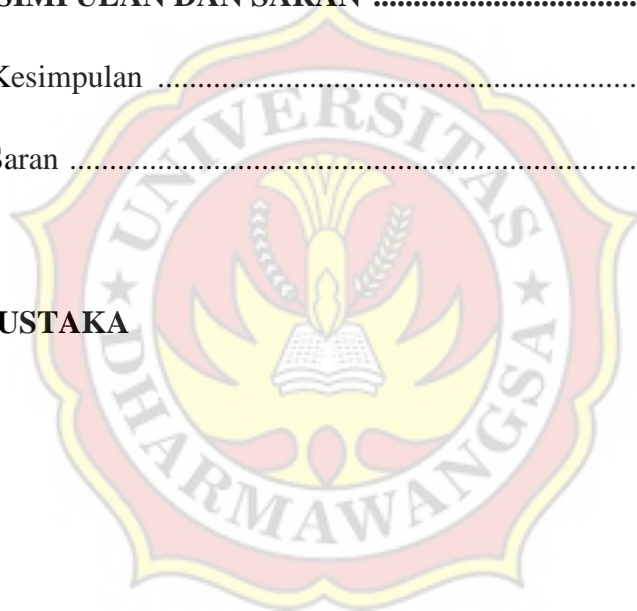 SIMPULAN DAN SARAN ..........................................
Kesimpulan ..................................................................
Saran .............................................................................
USTAKA
UNIVERSITAS
DHARMAWANGSA